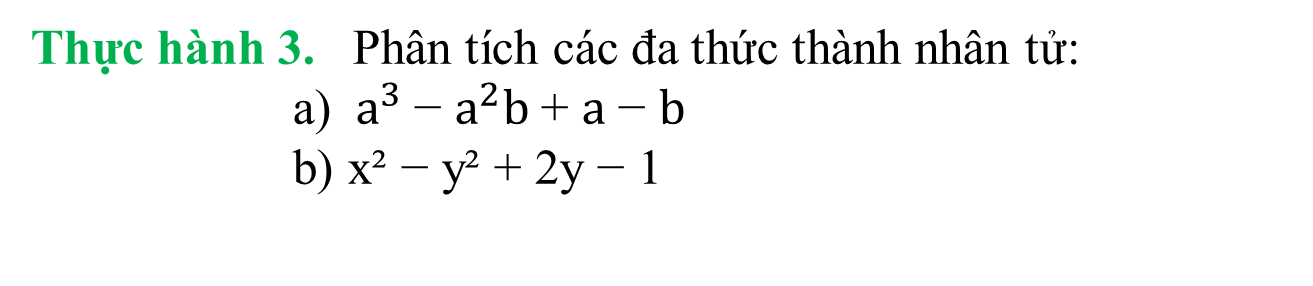 Thực hành 3. Phân tích các đa thức thành nhân tử:
a) a³ − a²b + a − b
b) x² − y² + 2y − 1